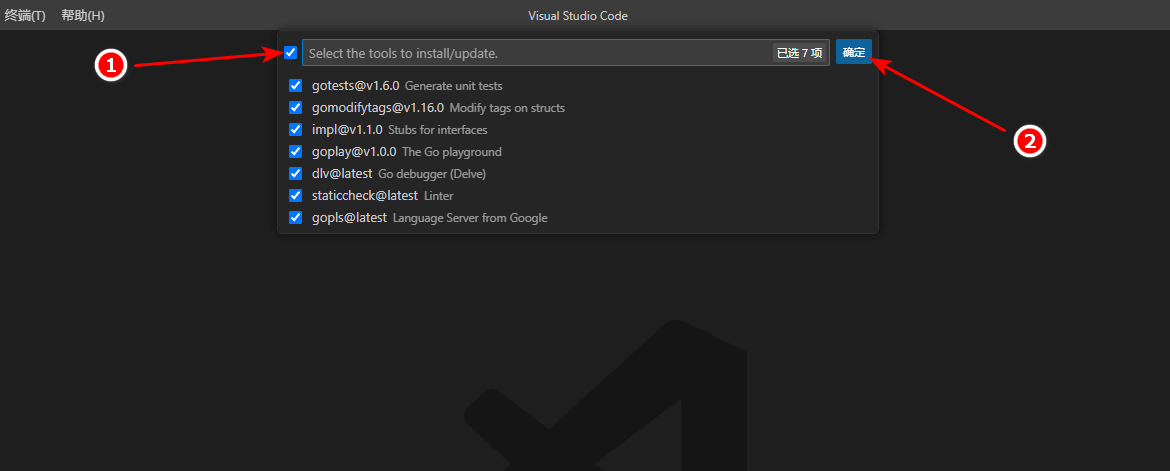 终端(T) 帮助(H) Visual Studio Code
1 Select the tools to install/update. 已选 7 项 确定
gotests@v1.6.0 Generate unit tests
gomodifytags@v1.16.0 Modify tags on structs
impl@v1.1.0 Stubs for interfaces
2
goplay@v1.0.0 The Go playground
dlv@latest Go debugger (Delve)
staticcheck@latest Linter
gopls@latest Language Server from Google